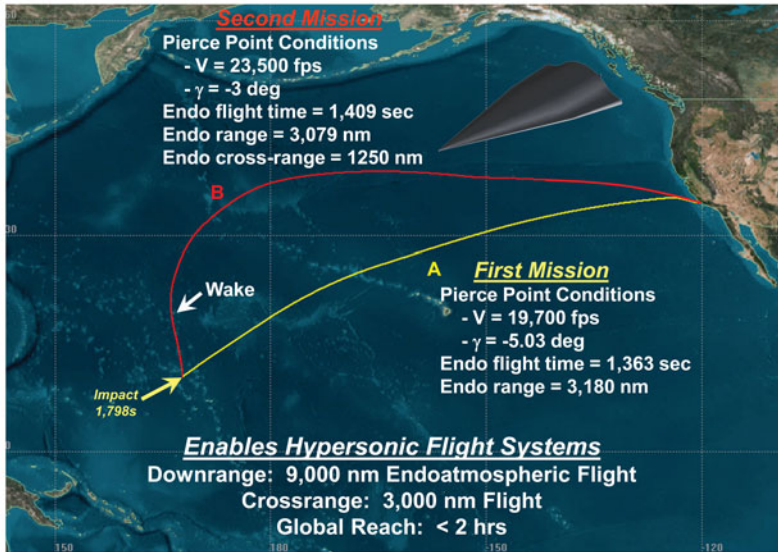 Second Mission
Pierce Point Conditions
- V = 23,500 fps
- γ = -3 deg
Endo flight time = 1,409 sec
Endo range = 3,079 nm
Endo cross-range = 1250 nm
B
30
A
Wake
First Mission
Pierce Point Conditions
- V = 19,700 fps
- γ = -5.03 deg
Endo flight time = 1,363 sec
Endo range = 3,180 nm
Impact
1,798s
Enables Hypersonic Flight Systems
Downrange: 9,000 nm Endoatmospheric Flight
Crossrange: 3,000 nm Flight
Global Reach: < 2 hrs
150
-180
-150
-120